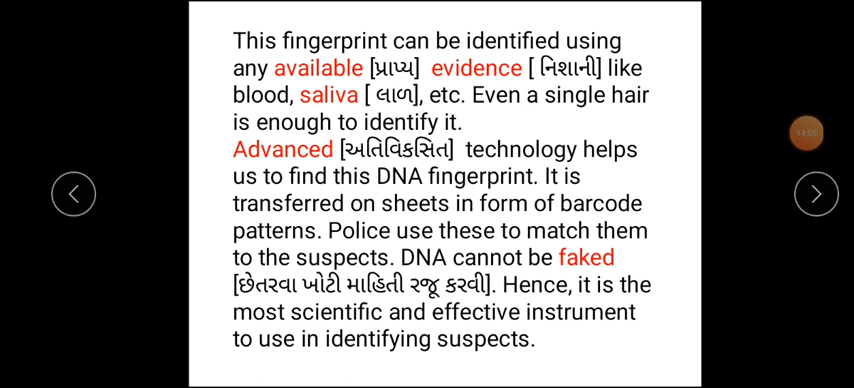 This fingerprint can be identified using
any available [પ્રાપ્ય] evidence [ નિશાની] like
blood, saliva [ લાળ], etc. Even a single hair
is enough to identify it.
Advanced [અતિવિકસિત] technology helps
us to find this DNA fingerprint. It is
transferred on sheets in form of barcode
patterns. Police use these to match them
to the suspects. DNA cannot be faked
[છેતરવા ખોટી માહિતી રજૂ કરવી]. Hence, it is the
most scientific and effective instrument
to use in identifying suspects.
14:09